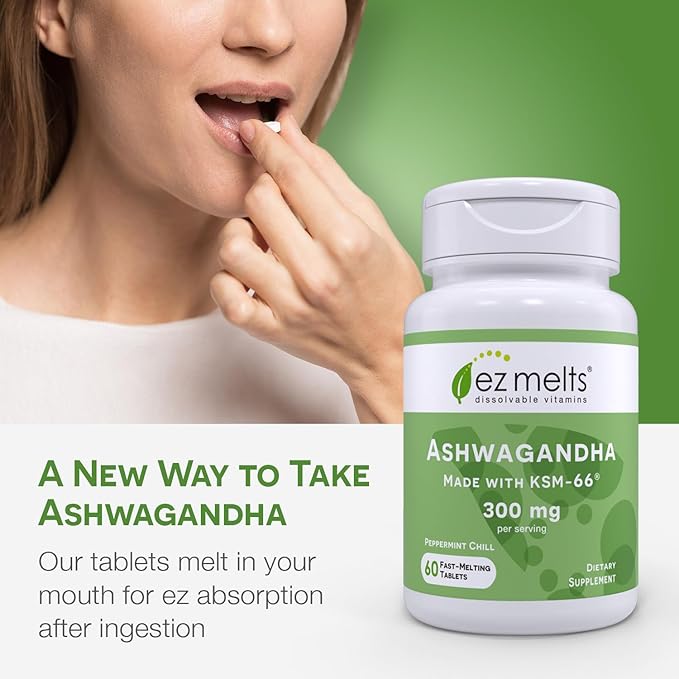 ez melts®
dissolvable vitamins
ASHWAGANDHA
MADE WITH KSM-66®
300 mg
per serving
PEPPERMINT CHILL
60 FAST-MELTING
TABLETS
DIETARY
SUPPLEMENT
A NEW WAY TO TAKE
ASHWAGANDHA
Our tablets melt in your
mouth for ez absorption
after ingestion